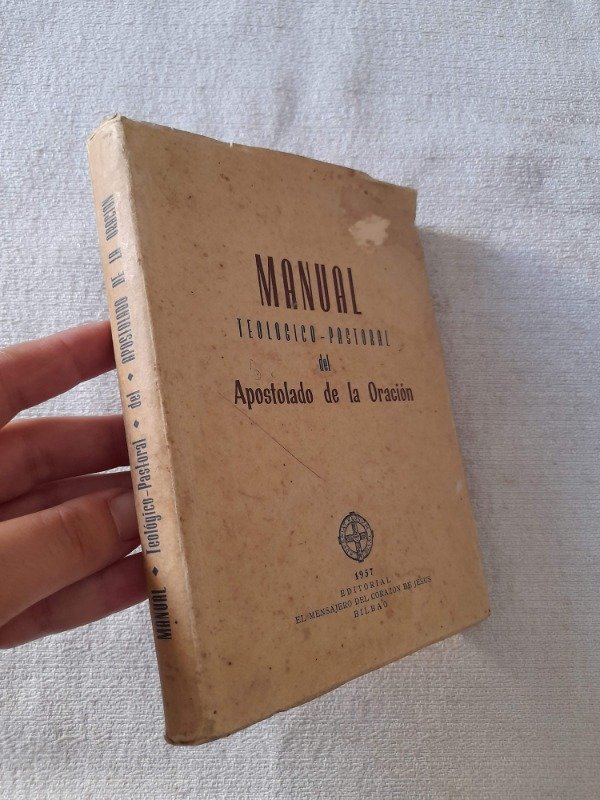 MANUAL
TEOLOGICO-PASTORAL
del
Apostolado de la Oración
1957
EDITORIAL
EL MENSAJERO DEL CORAZON DE JESUS
BILBAO
MANUAL ◆ Teológico-Pastoral ◆ del ◆ APOSTOLADO DE LA ORACIÓN